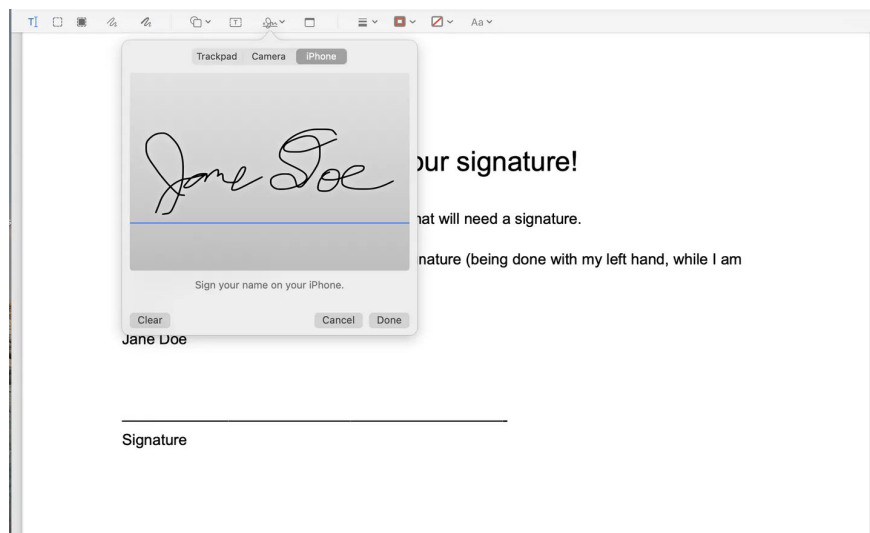 Aa
Trackpad Camera iPhone
Jane Doe
our signature!
hat will need a signature.
nature (being done with my left hand, while I am
Sign your name on your iPhone.
Clear Cancel Done
Jane Doe
Signature